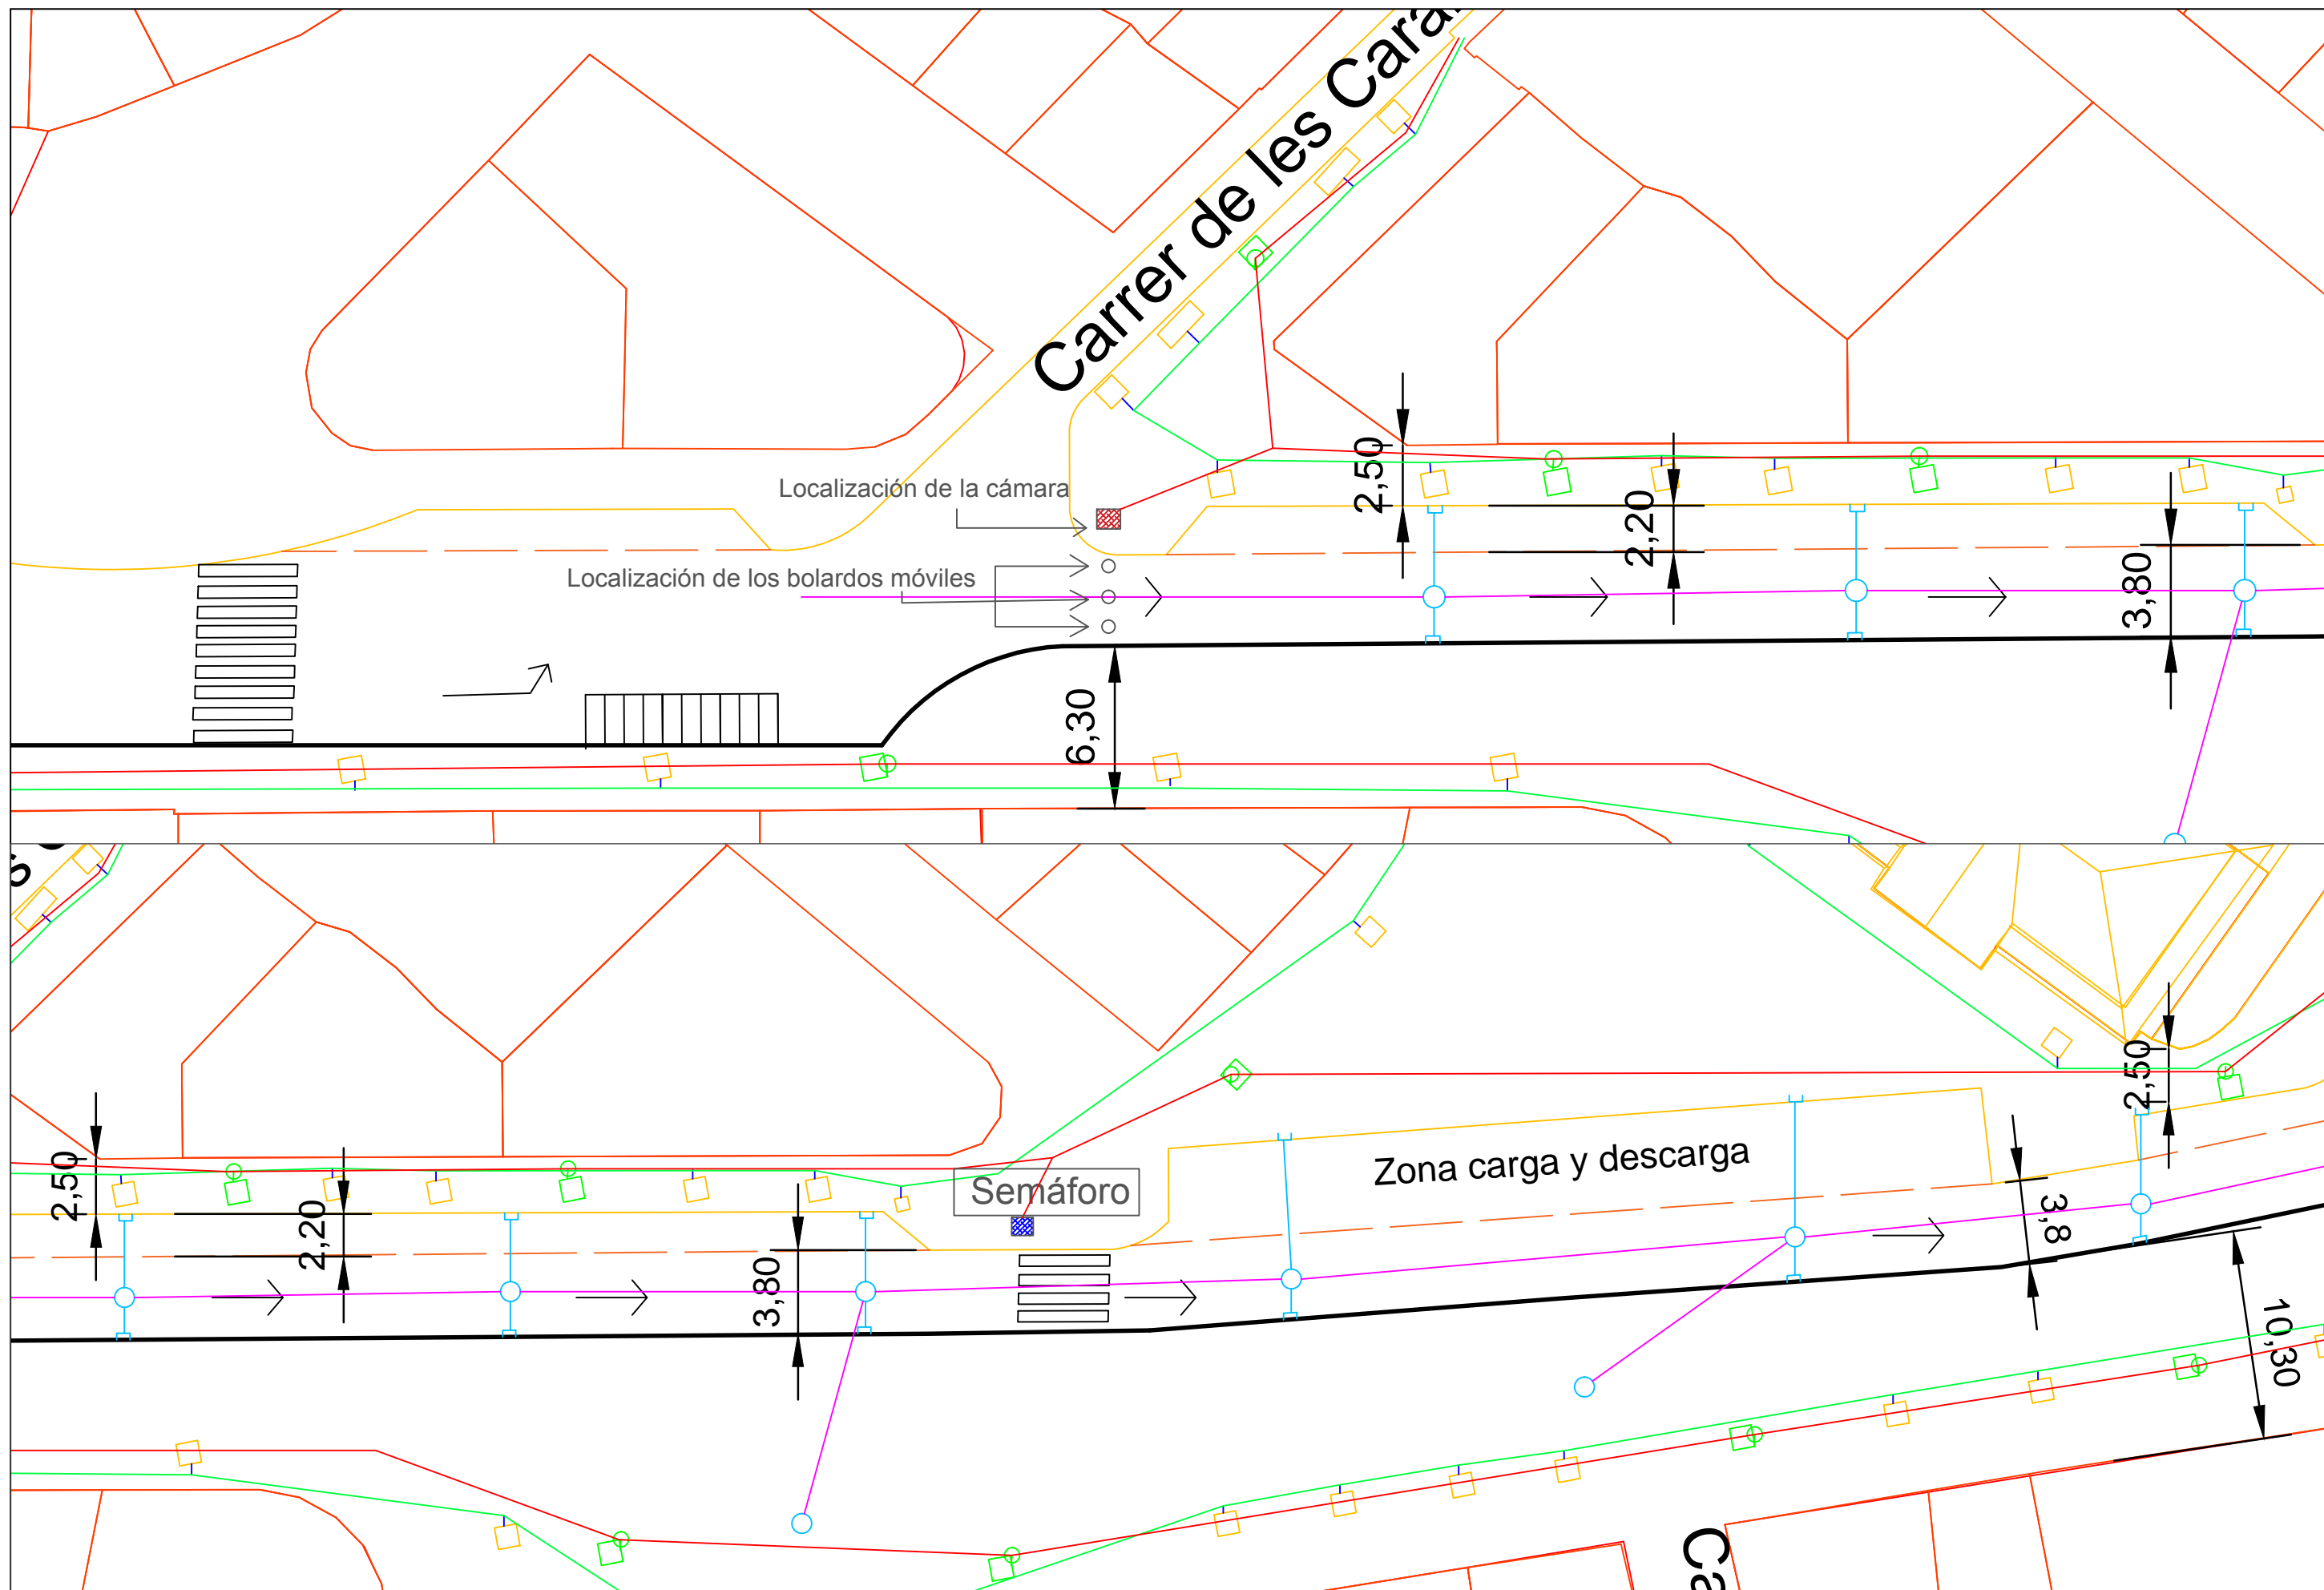 Carrer de les Cara
Localización de la cámara
Localización de los bolardos móviles
2,50
2,20
3,80
6,30
2,50
2,20
3,80
Semáforo
Zona carga y descarga
2,50
3,8
10,30
Ca